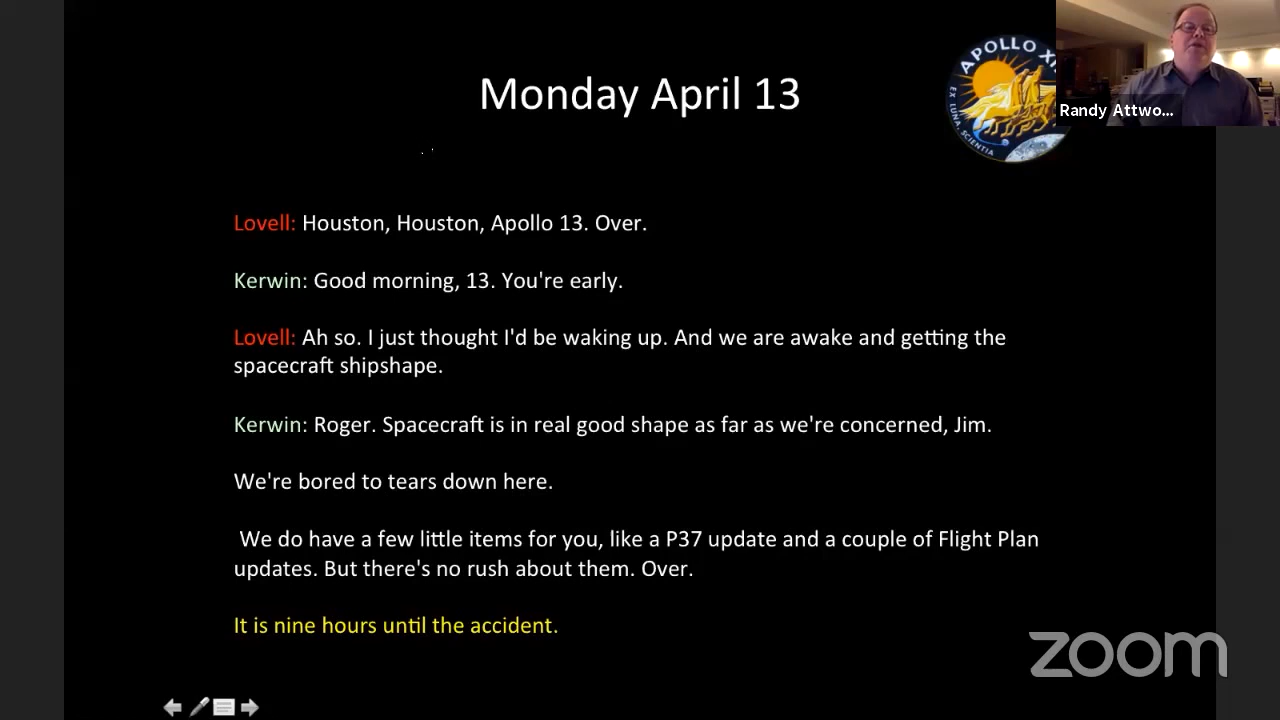 Monday April 13
APOLLO XI
EX LUNA, SCIENTIA
Randy Attwo...
Lovell: Houston, Houston, Apollo 13. Over.
Kerwin: Good morning, 13. You're early.
Lovell: Ah so. I just thought I'd be waking up. And we are awake and getting the
spacecraft shipshape.
Kerwin: Roger. Spacecraft is in real good shape as far as we're concerned, Jim.
We're bored to tears down here.
We do have a few little items for you, like a P37 update and a couple of Flight Plan
updates. But there's no rush about them. Over.
It is nine hours until the accident.
zoom